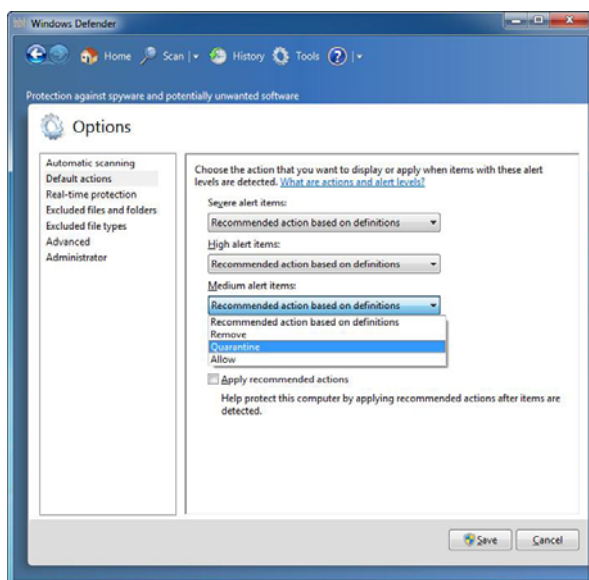 Windows Defender
Home Scan History Tools ?
Protection against spyware and potentially unwanted software
Options
Automatic scanning
Default actions
Real-time protection
Excluded files and folders
Excluded file types
Advanced
Administrator
Choose the action that you want to display or apply when items with these alert
levels are detected. What are actions and alert levels?
Severe alert items:
Recommended action based on definitions
High alert items:
Recommended action based on definitions
Medium alert items:
Recommended action based on definitions
Recommended action based on definitions
Remove
Quarantine
Allow
Apply recommended actions
Help protect this computer by applying recommended actions after items are
detected.
Save Cancel